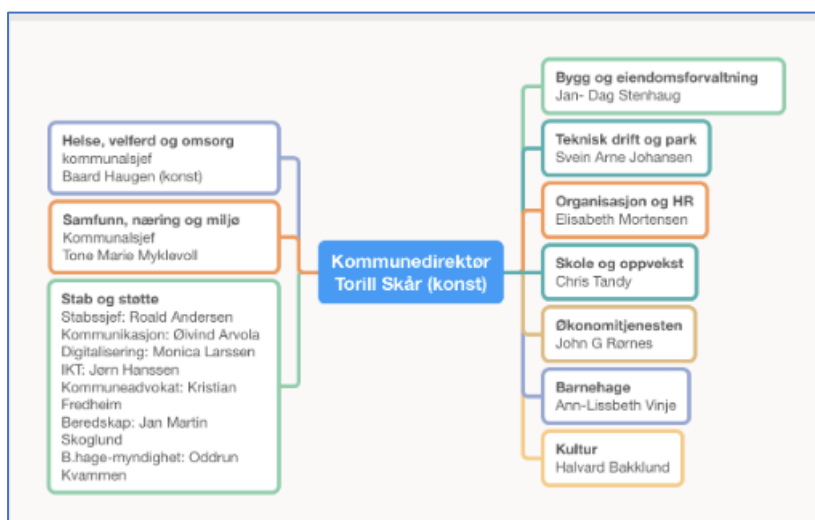 Helse, velferd og omsorg
kommunalsjef
Baard Haugen (konst)
Samfunn, næring og miljø
Kommunalsjef
Tone Marie Myklevoll
Stab og støtte
Stabssjef: Roald Andersen
Kommunikasjon: Øivind Arvola
Digitalisering: Monica Larssen
IKT: Jørn Hanssen
Kommuneadvokat: Kristian
Fredheim
Beredskap: Jan Martin
Skoglund
B.hage-myndighet: Oddrun
Kvammen
Kommunedirektør
Torill Skår (konst)
Bygg og eiendomsforvaltning
Jan- Dag Stenhaug
Teknisk drift og park
Svein Arne Johansen
Organisasjon og HR
Elisabeth Mortensen
Skole og oppvekst
Chris Tandy
Økonomitjenesten
John G Rørnes
Barnehage
Ann-Lissbeth Vinje
Kultur
Halvard Bakklund